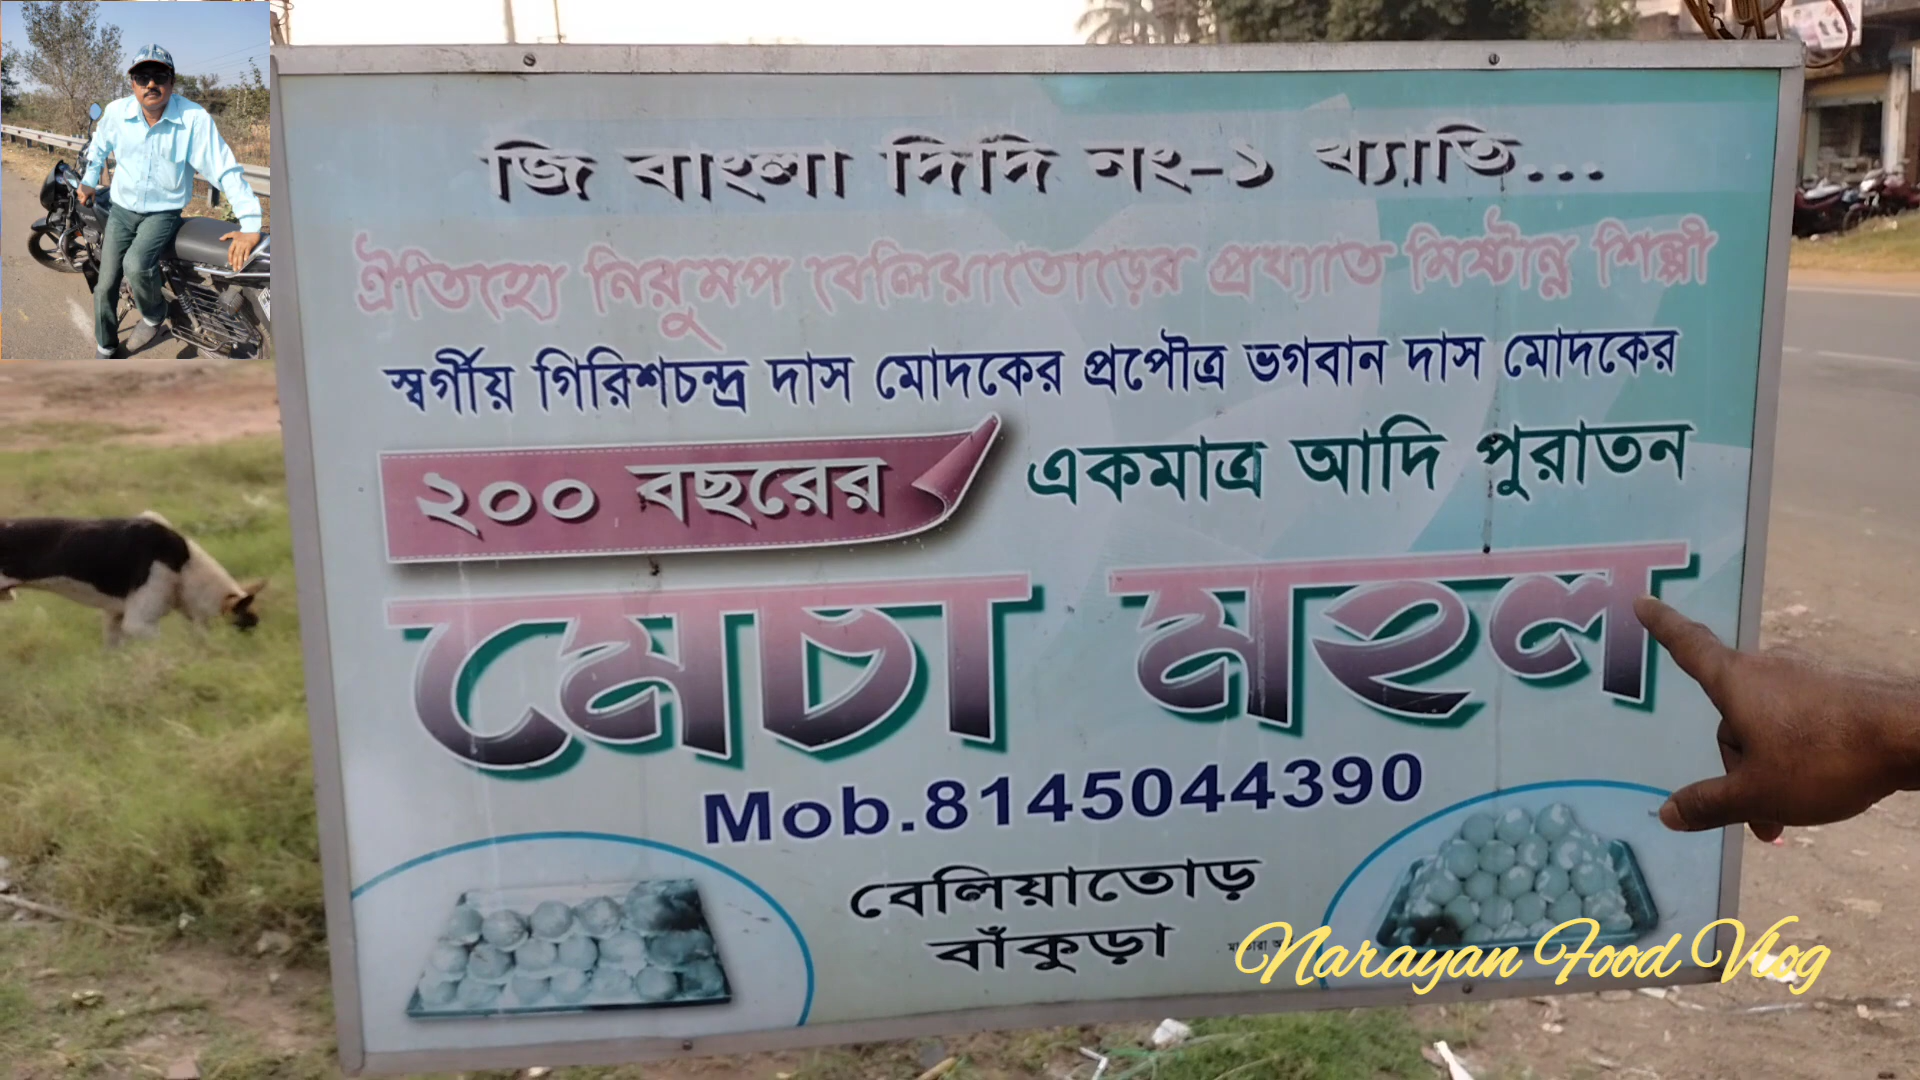 জি বাংলা দিদি নং-১ খ্যাতি...
ঐতিহ্যে নিরুমপ বেলিয়াতোড়ের প্রখ্যাত মিষ্টান্ন শিল্পী
স্বর্গীয় গিরিশচন্দ্র দাস মোদকের প্রপৌত্র ভগবান দাস মোদকের
২০০ বছরের একমাত্র আদি পুরাতন
মেচা মহল
Mob.8145044390
বেলিয়াতোড়
বাঁকুড়া
Narayan Food Vlog